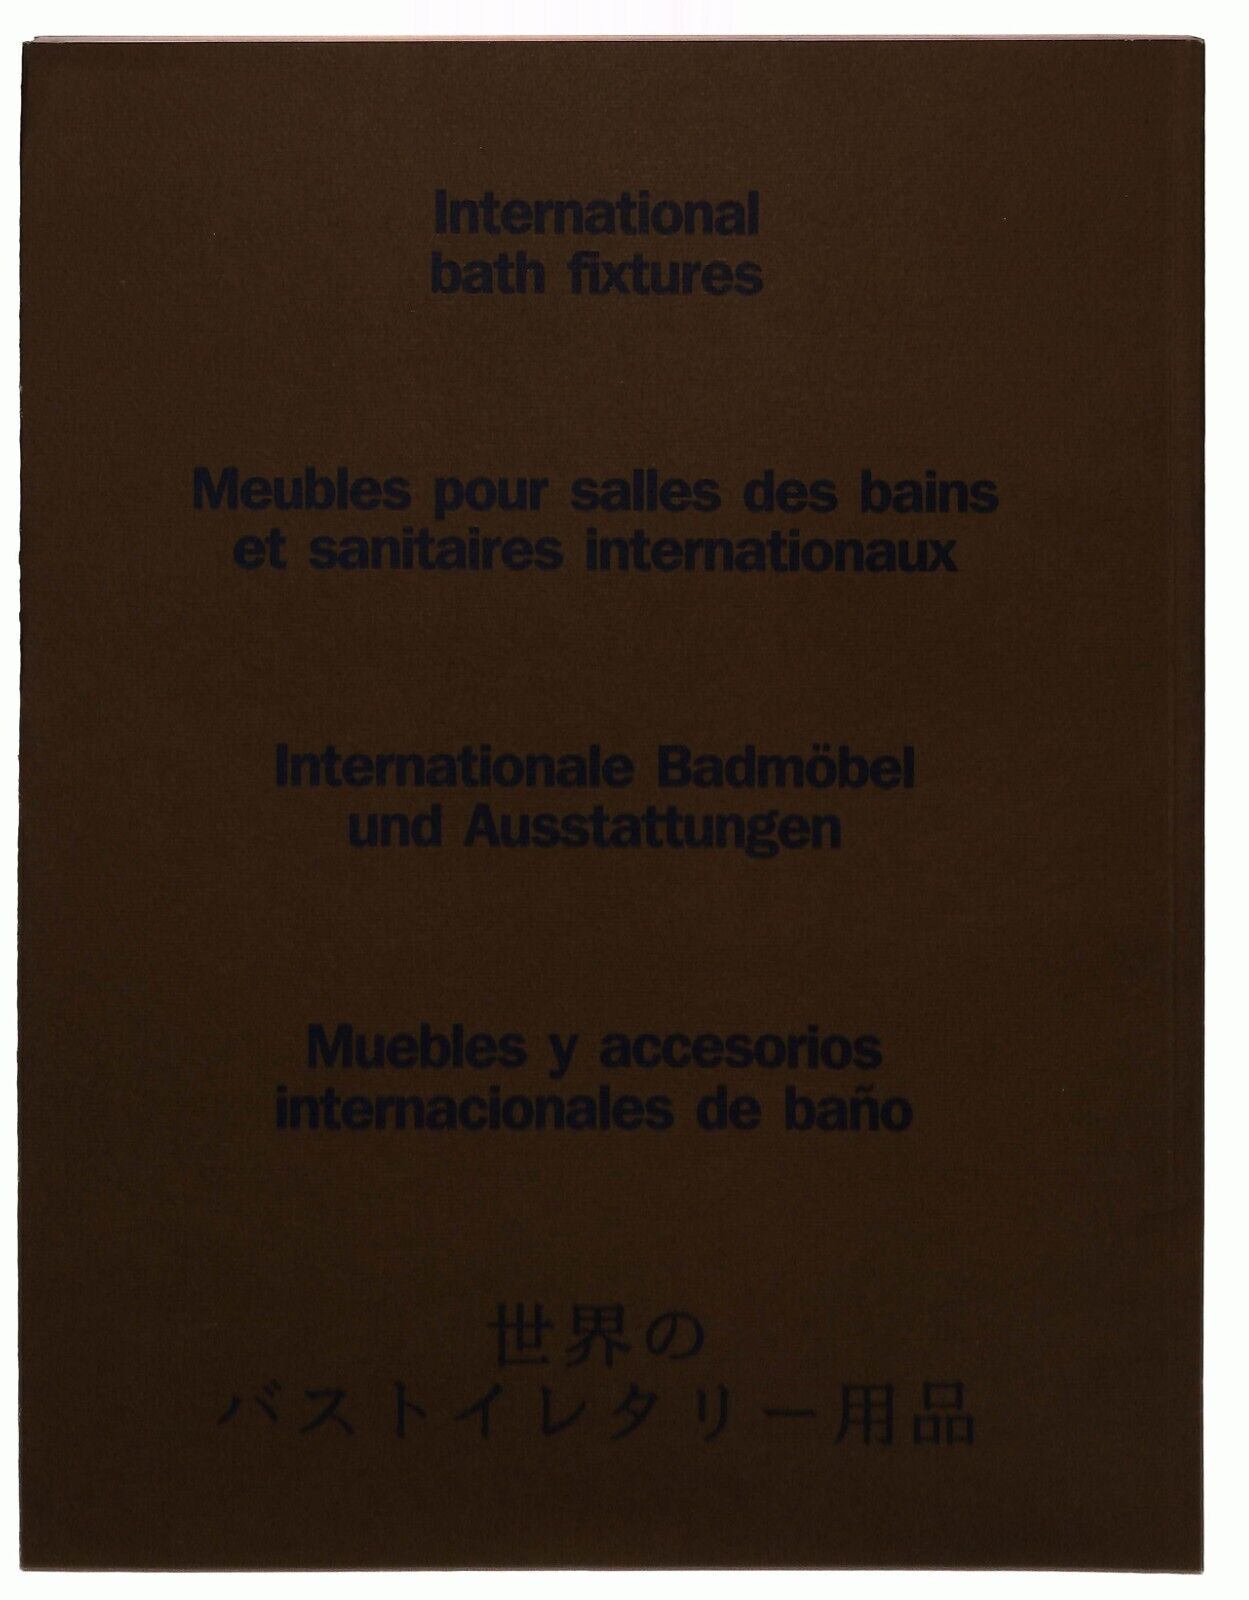 International
bath fixtures
Meubles pour salles des bains
et sanitaires internationaux
Internationale Badmöbel
und Ausstattungen
Muebles y accesorios
internacionales de baño
世界の
バストイレタリー用品